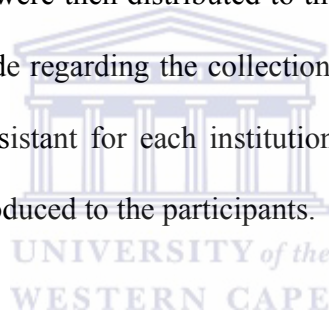 were then distributed to th
de regarding the collection
sistant for each institution
oduced to the participants.
UNIVERSITY of the
WESTERN CAPE